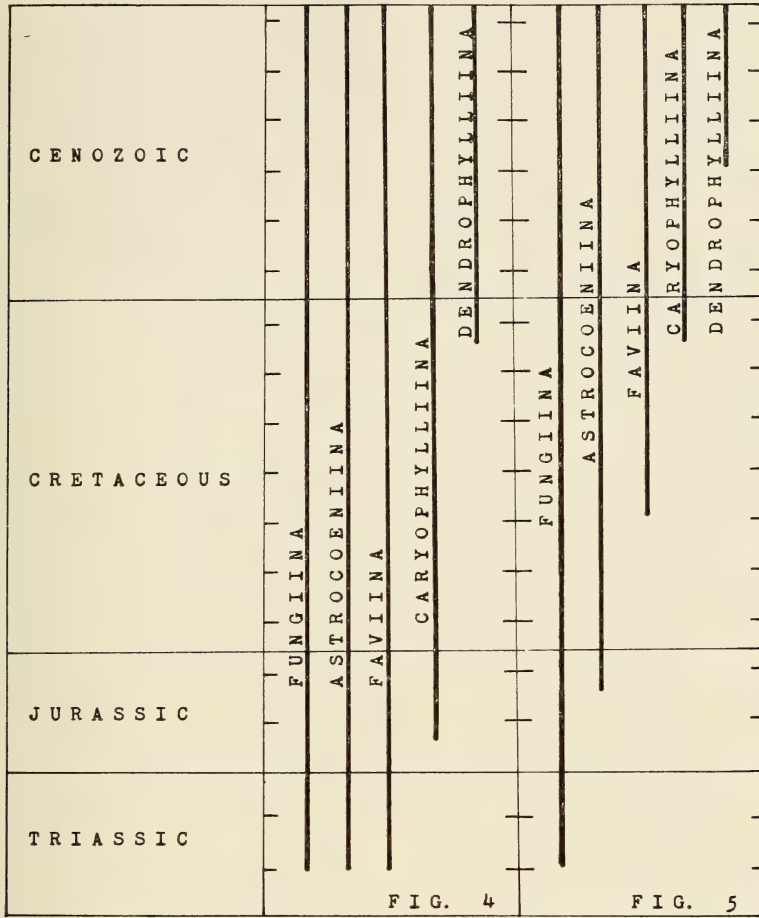 CENOZOIC
CRETACEOUS
JURASSIC
TRIASSIC
FUNGIINA
ASTROCOENIINA
FAVIINA
CARYOPHYLLIINA
DENDROPHYLLIINA
FIG. 4
FUNGIINA
ASTROCOENIINA
FAVIINA
CARYOPHYLLIINA
DENDROPHYLLIINA
FIG. 5